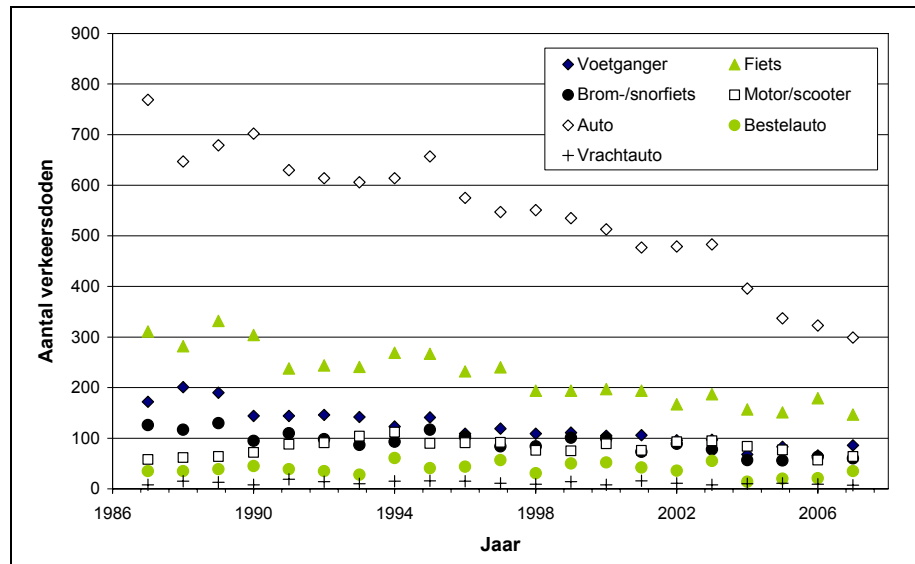 900
800
700
600
500
400
300
200
100
0
Aantal verkeersdoden
Voetganger
Fiets
Brom-/snorfiets
Motor/scooter
Auto
Bestelauto
Vrachtauto
1986 1990 1994 1998 2002 2006
Jaar